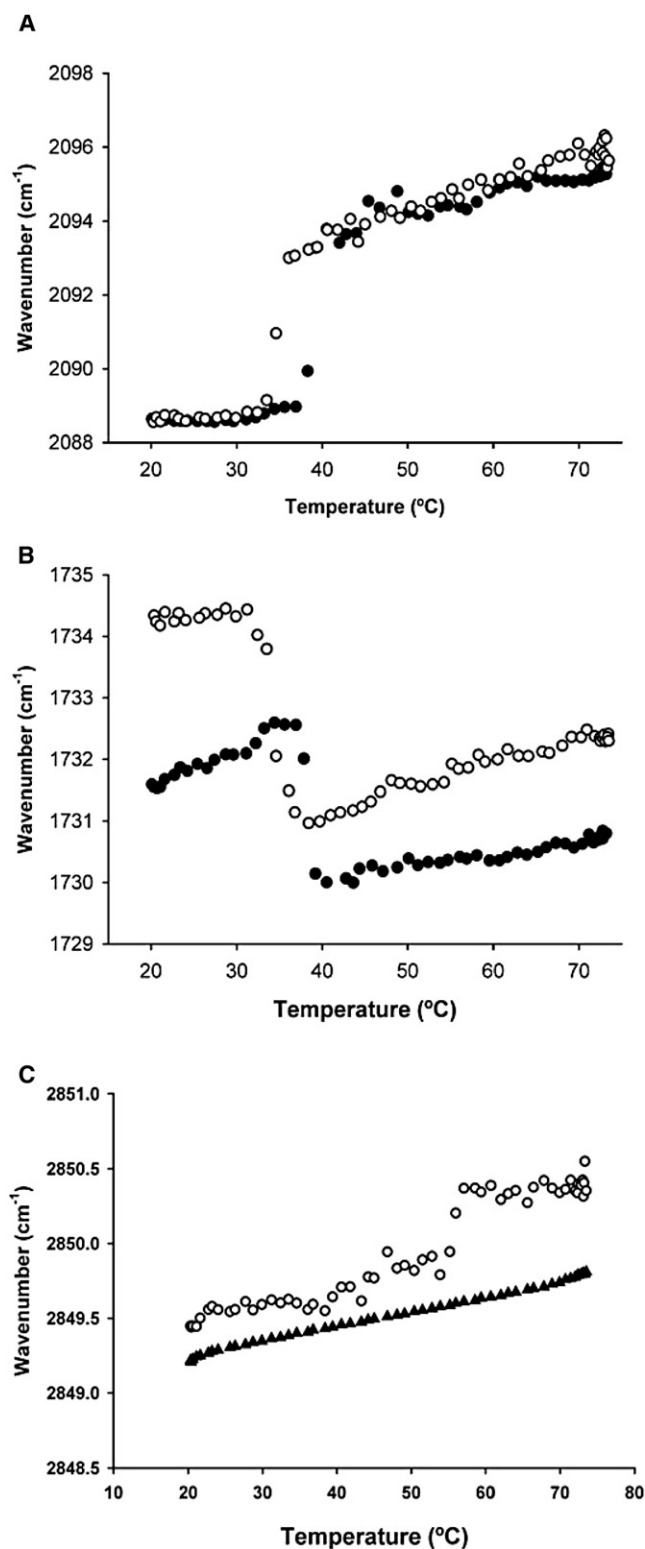 A
2098
2096
2094
2092
2090
2088
Wavenumber (cm-1)
20 30 40 50 60 70
Temperature (ºC)
B
1735
1734
1733
1732
1731
1730
1729
Wavenumber (cm-1)
20 30 40 50 60 70
Temperature (ºC)
C
2851.0
2850.5
2850.0
2849.5
2849.0
2848.5
Wavenumber (cm-1)
10 20 30 40 50 60 70 80
Temperature (ºC)